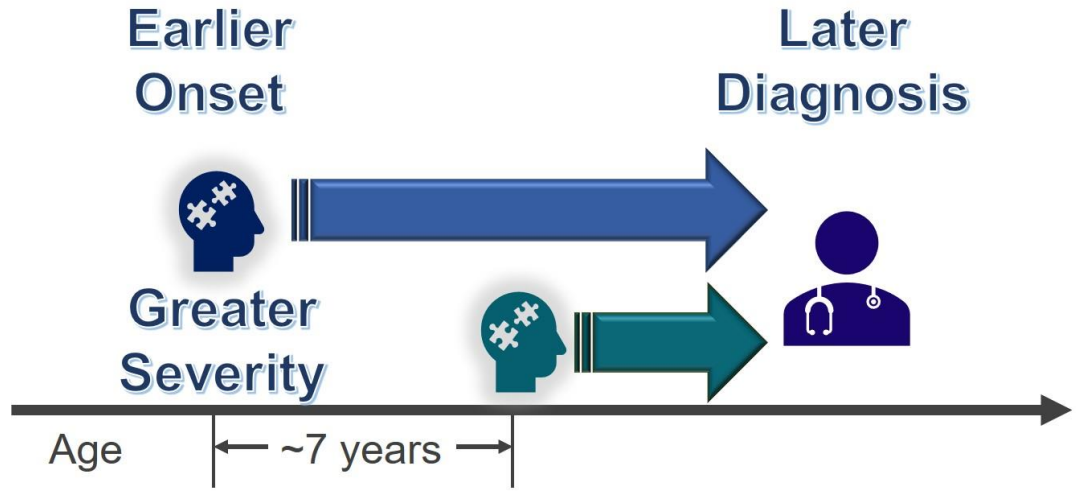 Earlier
Onset
Later
Diagnosis
Greater
Severity
Age
~7 years